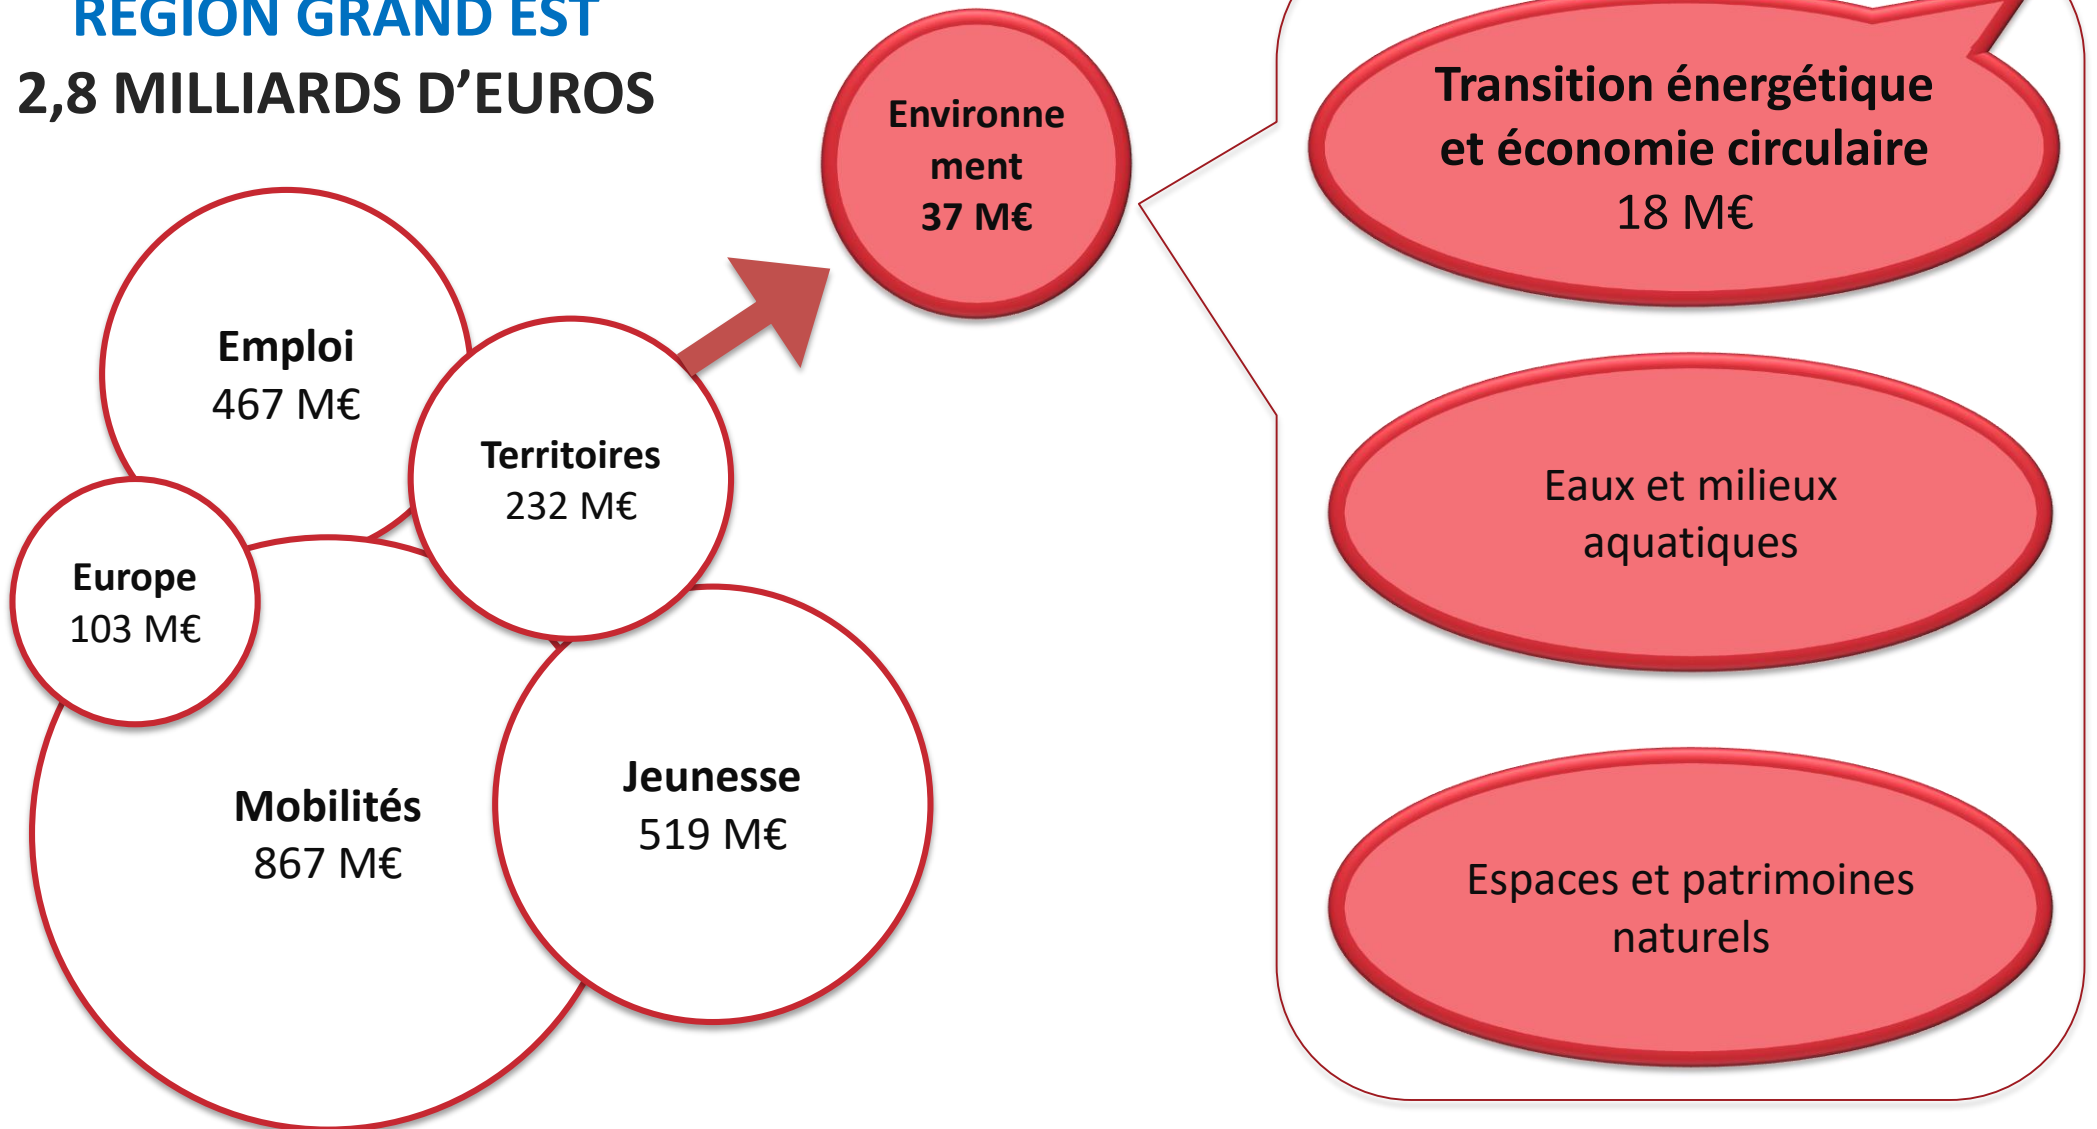 RÉGION GRAND EST
2,8 MILLIARDS D’EUROS
Environne
ment
37 M€
Transition énergétique
et économie circulaire
18 M€
Emploi
467 M€
Territoires
232 M€
Eaux et milieux
aquatiques
Europe
103 M€
Mobilités
867 M€
Jeunesse
519 M€
Espaces et patrimoines
naturels